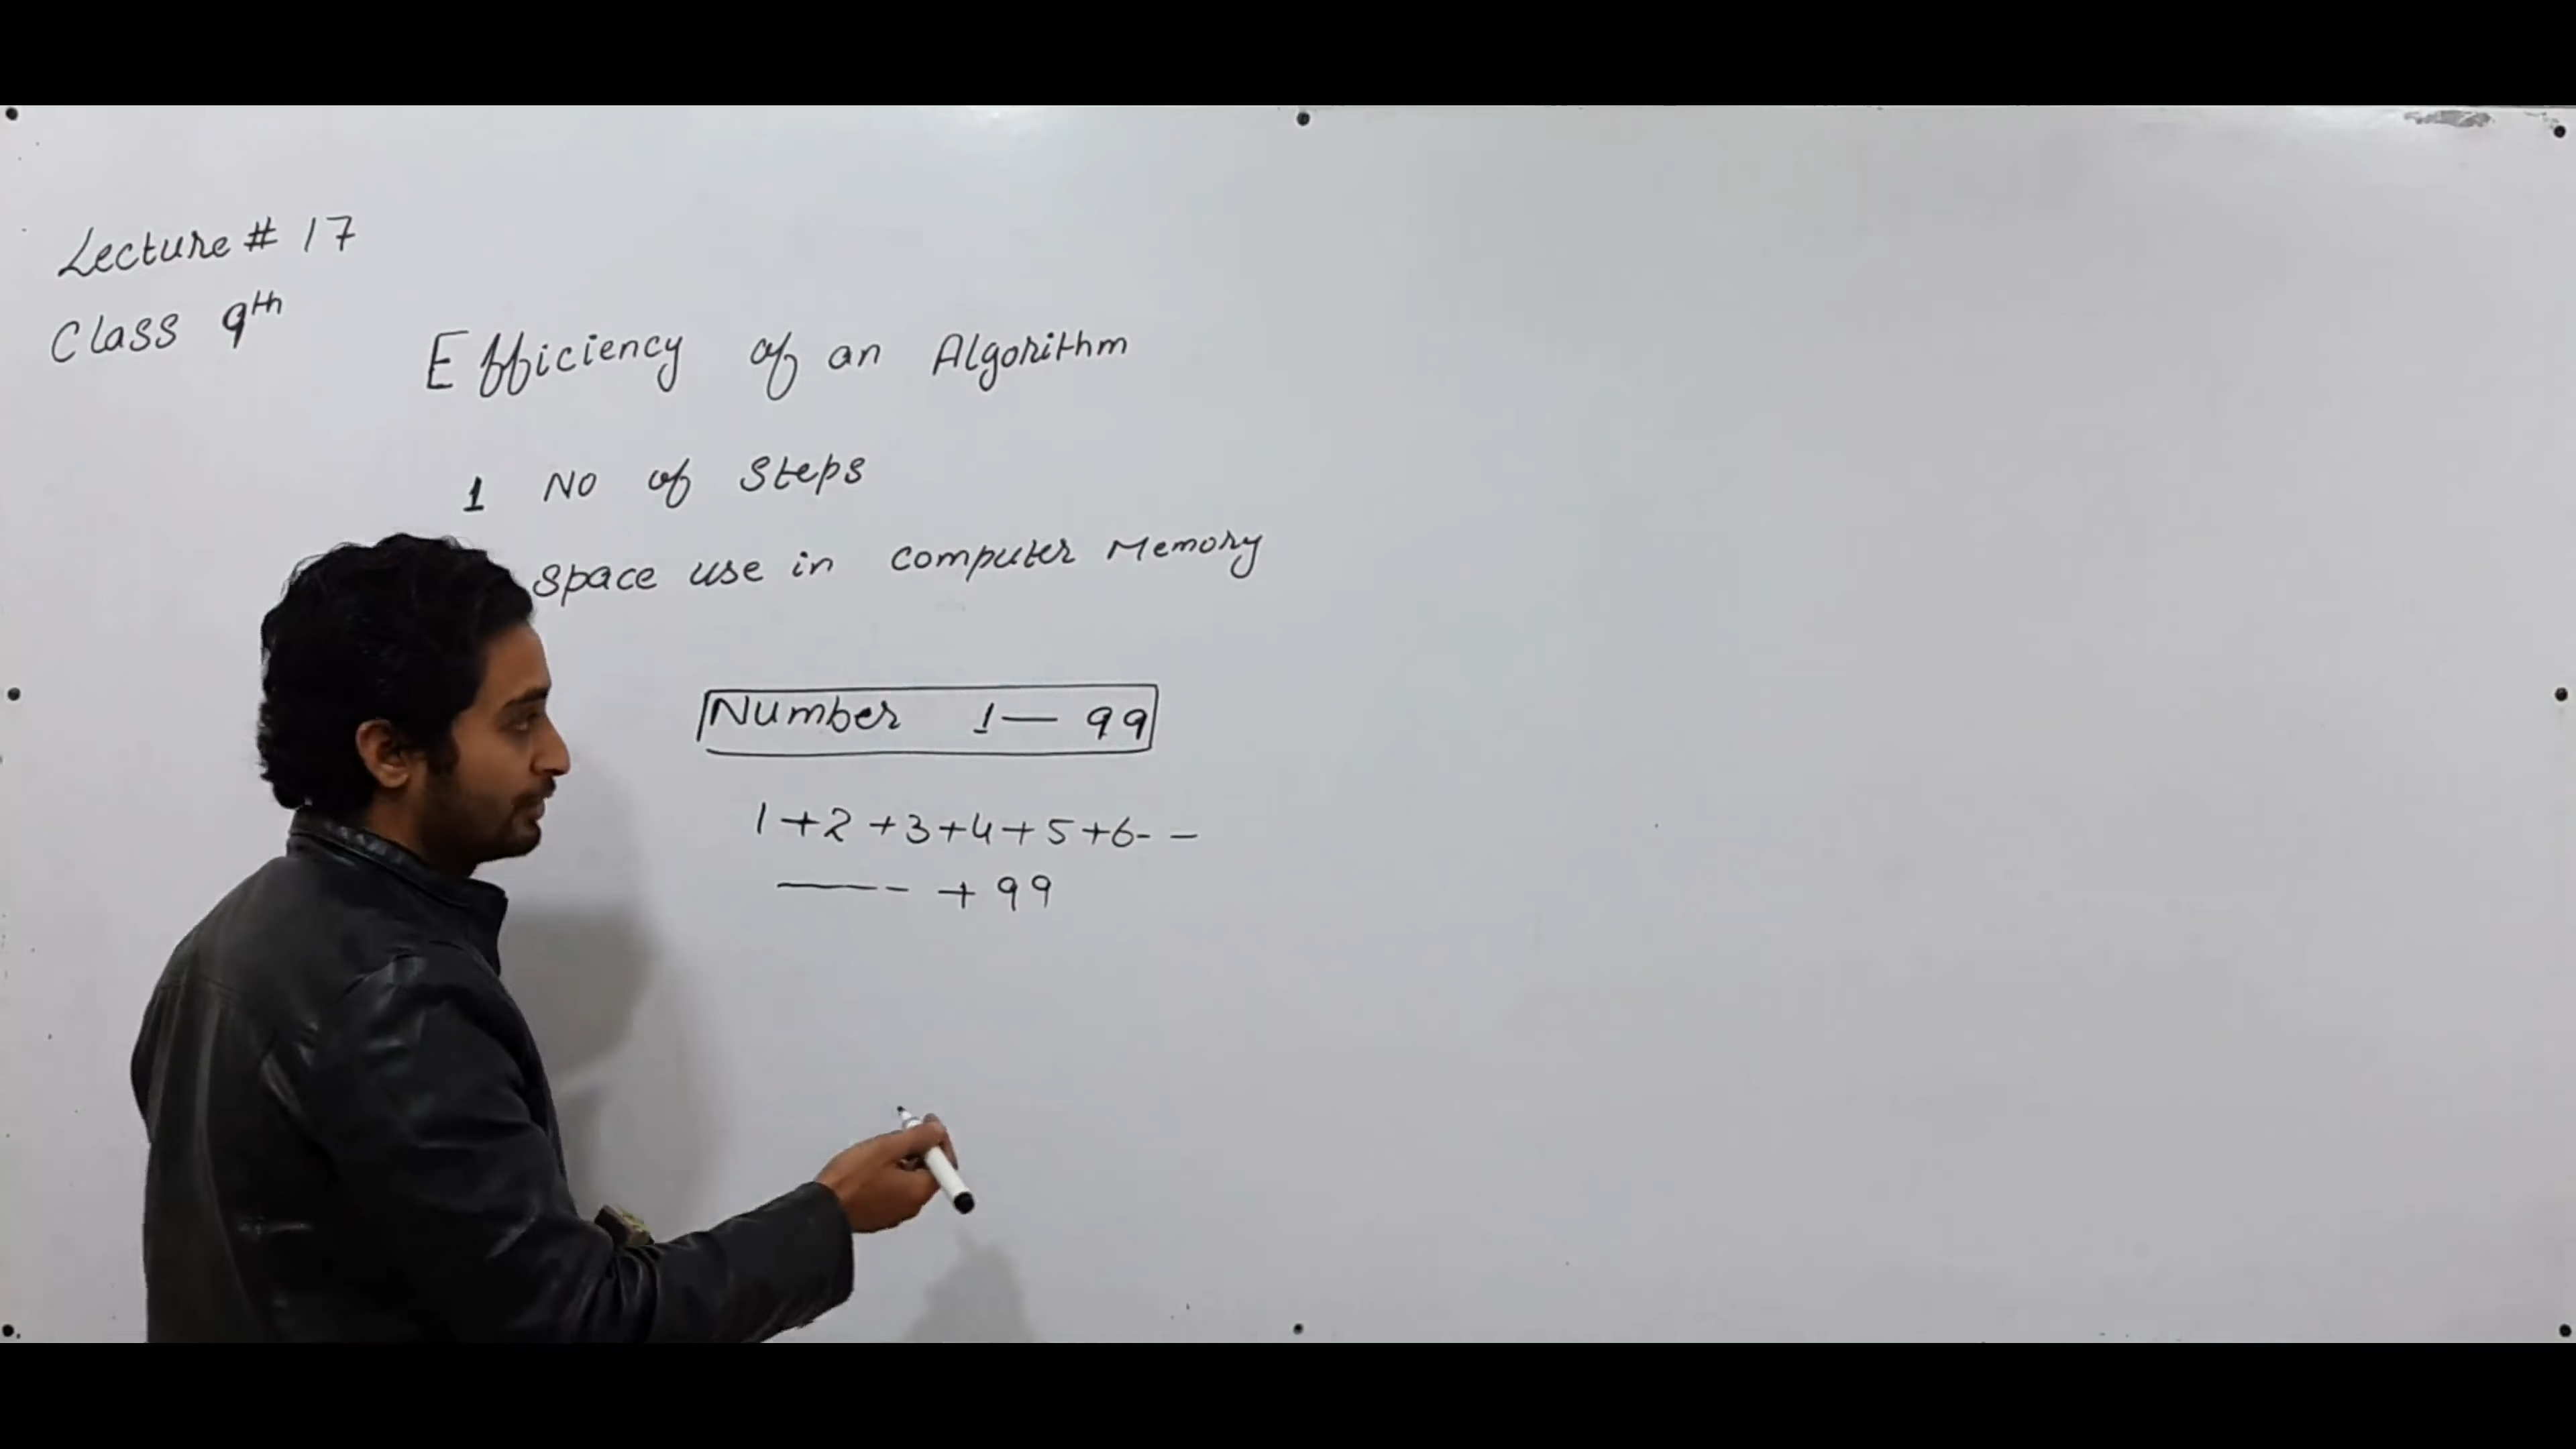 Lecture # 17
Class 9th
Efficiency of an Algorithm
1 No of Steps
Space use in computer Memory
Number 1 — 99
1 + 2 + 3 + 4 + 5 + 6 - -
——— - + 99